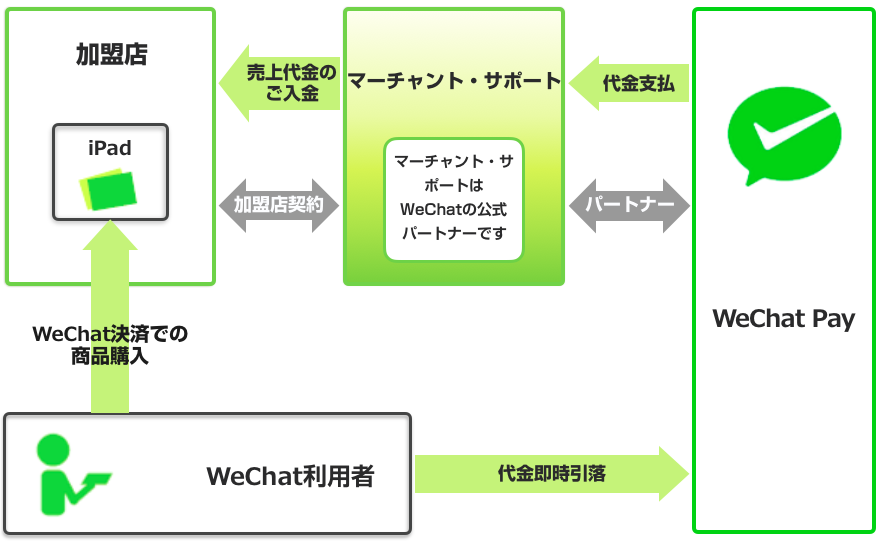 加盟店
iPad
売上代金の
ご入金
加盟店契約
マーチャント・サポート
マーチャント・サ
ポートは
WeChatの公式
パートナーです
代金支払
パートナー
WeChat Pay
WeChat決済での
商品購入
WeChat利用者
代金即時引落